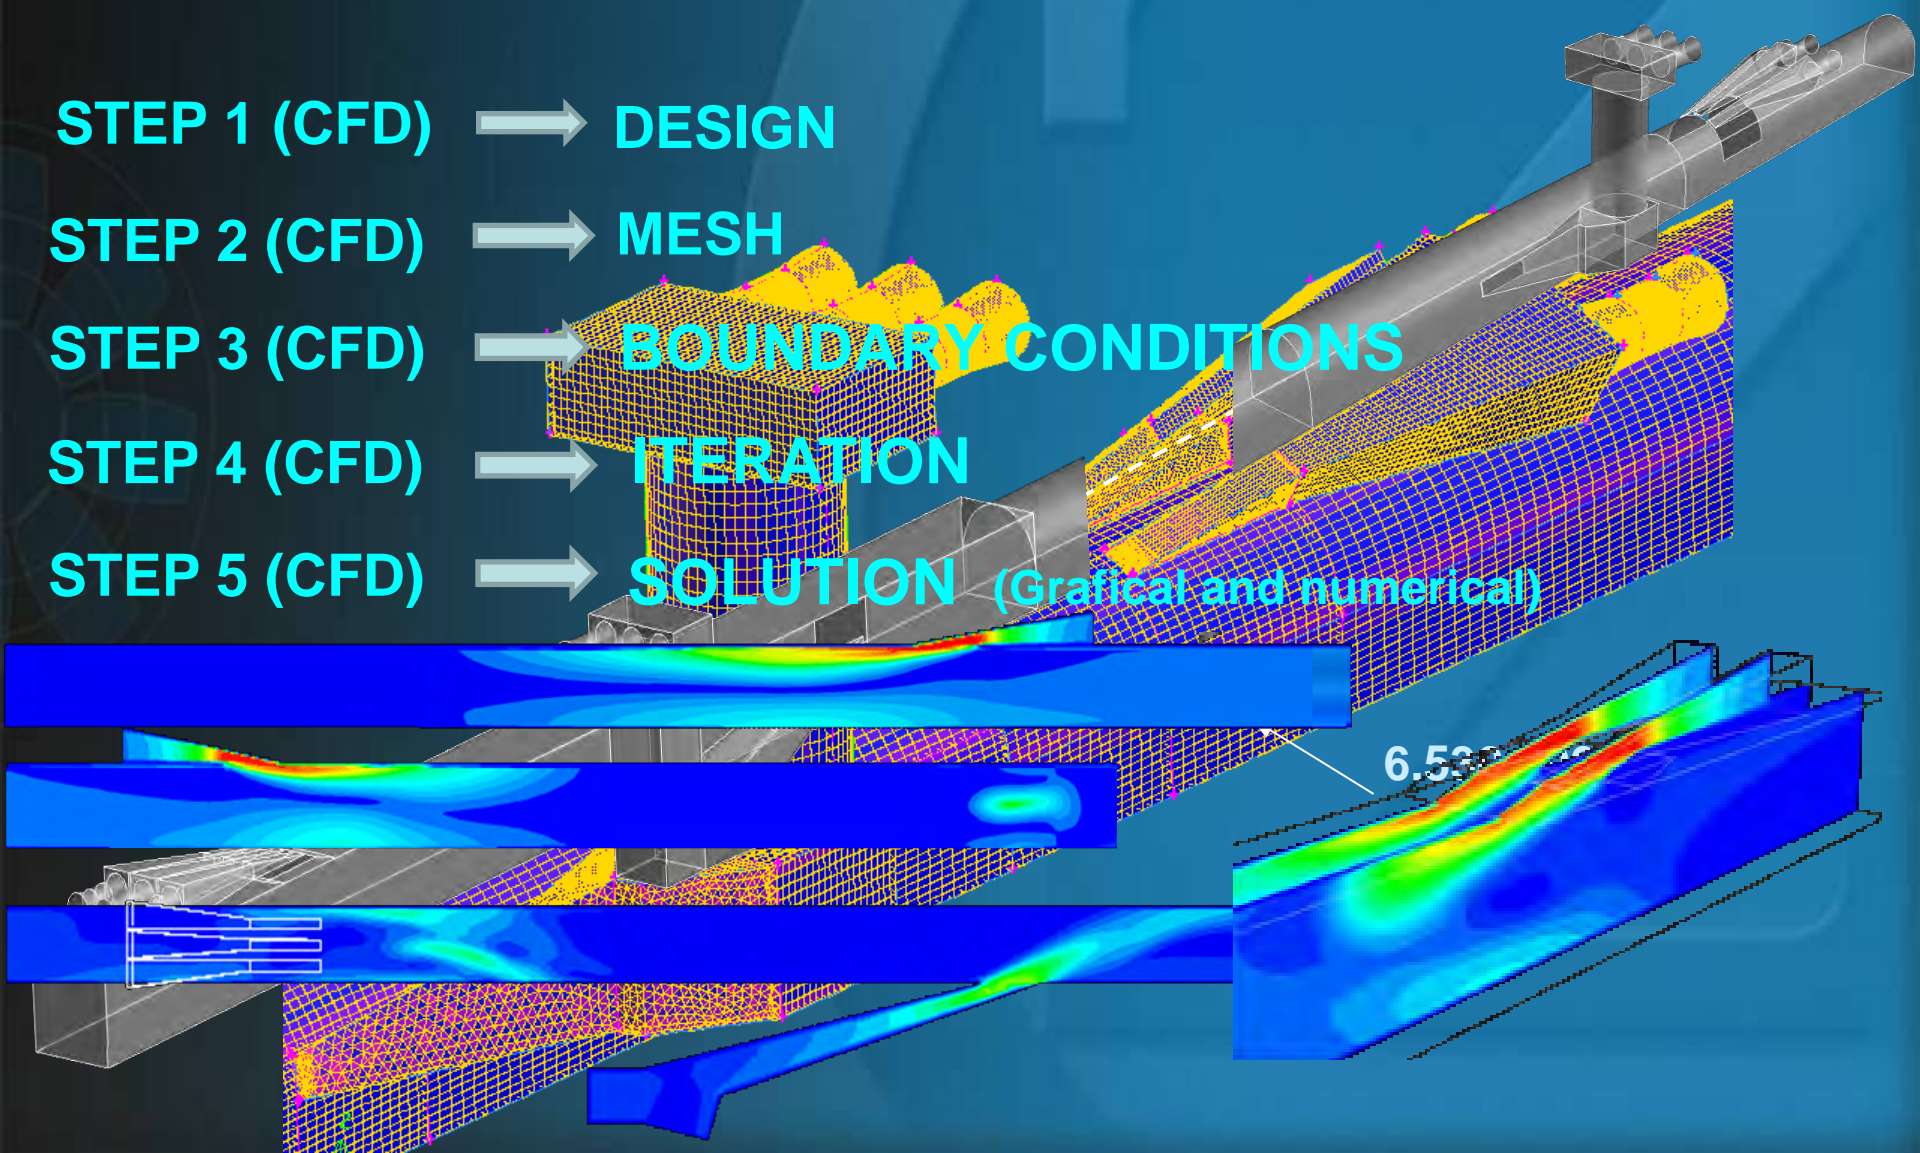 STEP 1 (CFD) DESIGN
STEP 2 (CFD) MESH
STEP 3 (CFD) BOUNDARY CONDITIONS
STEP 4 (CFD) ITERATION
STEP 5 (CFD) SOLUTION (Grafical and numerical)